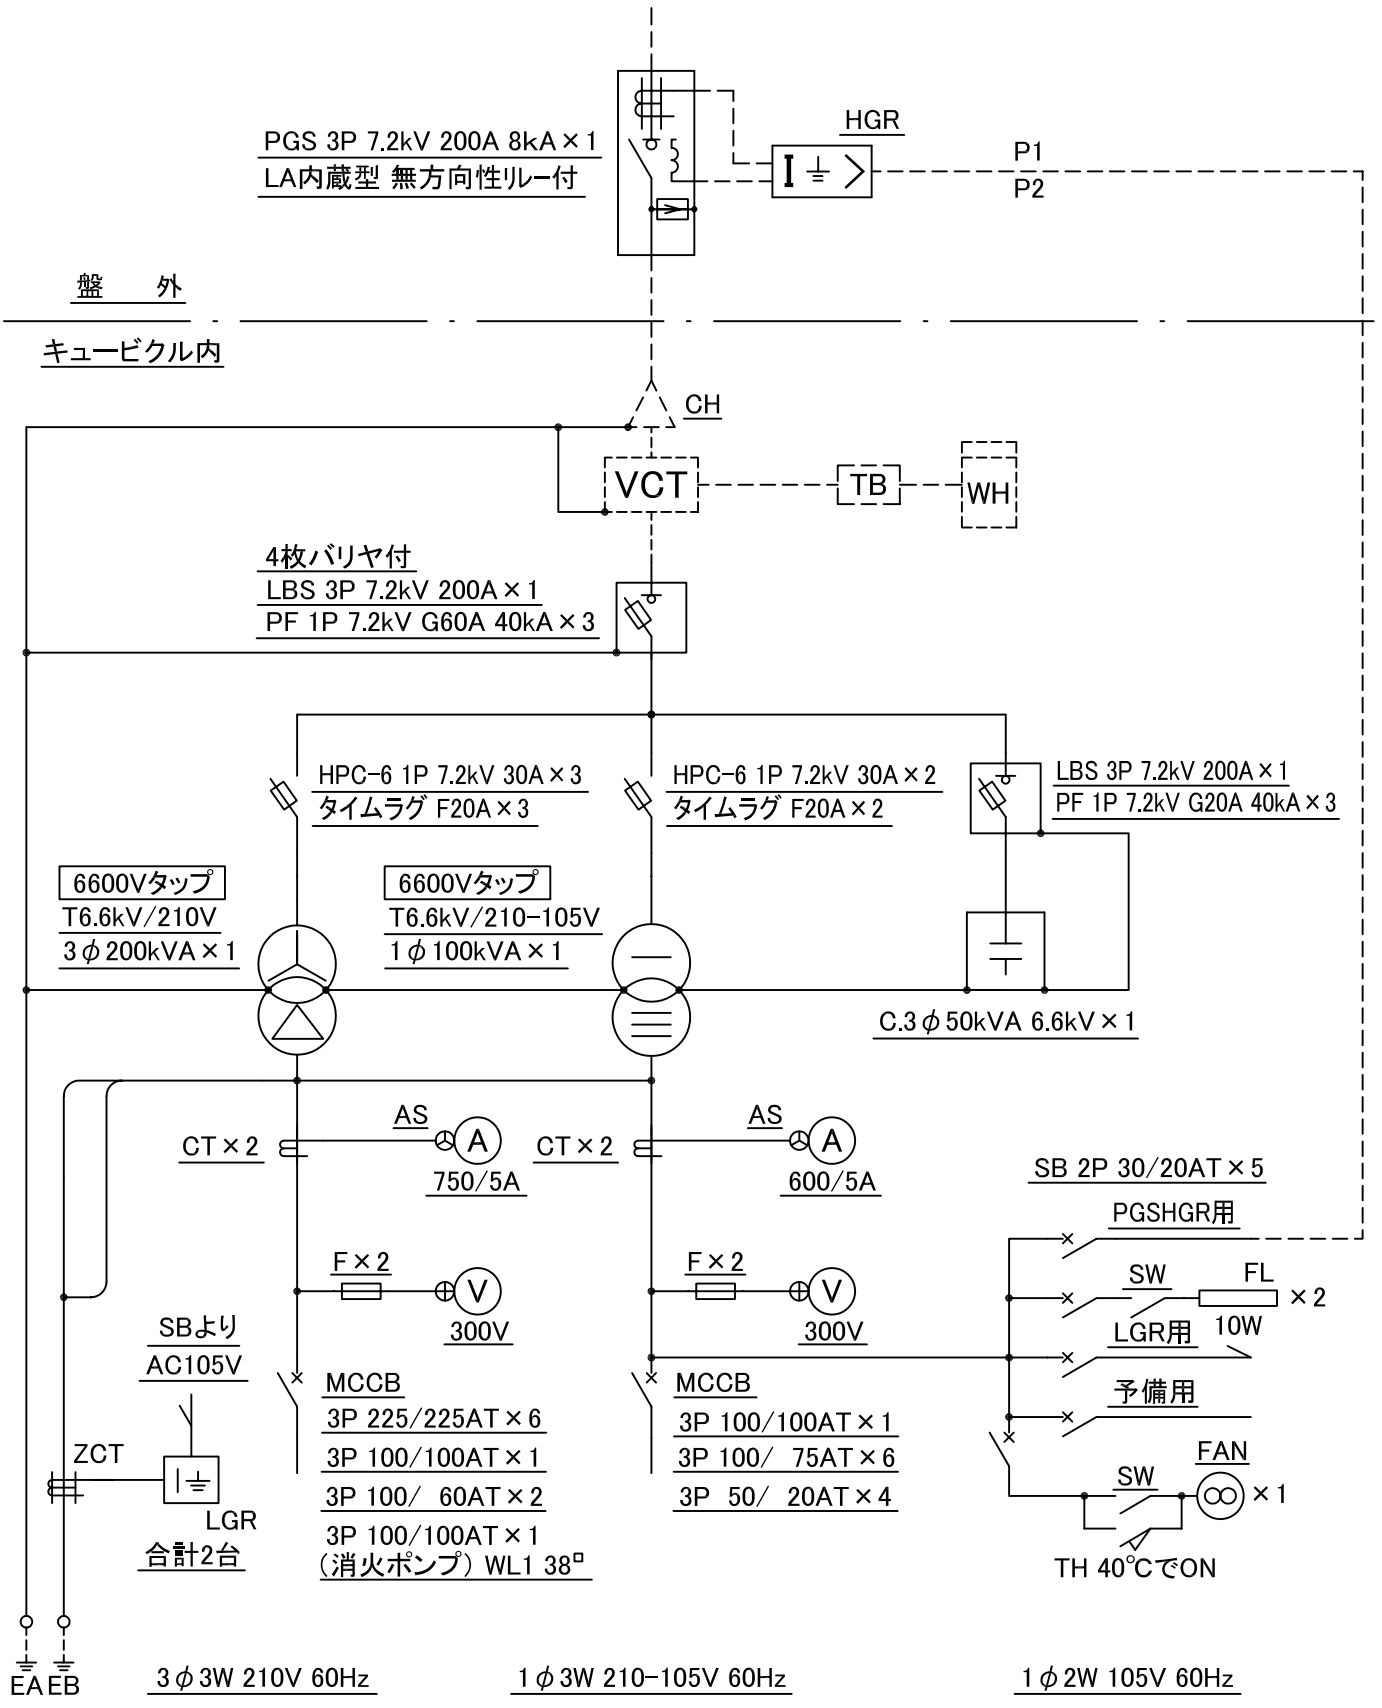 PGS 3P 7.2kV 200A 8kA×1
LA内蔵型 無方向性リレー付
HGR
I
P1
P2
盤 外
キュービクル内
CH
VCT
TB
WH
4枚バリヤ付
LBS 3P 7.2kV 200A×1
PF 1P 7.2kV G60A 40kA×3
HPC-6 1P 7.2kV 30A×3
タイムラグ F20A×3
HPC-6 1P 7.2kV 30A×2
タイムラグ F20A×2
LBS 3P 7.2kV 200A×1
PF 1P 7.2kV G20A 40kA×3
6600Vタップ
T6.6kV/210V
3φ200kVA×1
6600Vタップ
T6.6kV/210-105V
1φ100kVA×1
C.3φ50kVA 6.6kV×1
CT×2
AS
A
750/5A
CT×2
AS
A
600/5A
F×2
V
300V
F×2
V
300V
SB 2P 30/20AT×5
PGSHGR用
SW
FL
×2
10W
LGR用
予備用
FAN
SW
×1
TH 40℃でON
SBより
AC105V
ZCT
I
LGR
合計2台
MCCB
3P 225/225AT×6
3P 100/100AT×1
3P 100/ 60AT×2
3P 100/100AT×1
(消火ポンプ) WL1 38□
MCCB
3P 100/100AT×1
3P 100/ 75AT×6
3P 50/ 20AT×4
EA
EB
3φ3W 210V 60Hz
1φ3W 210-105V 60Hz
1φ2W 105V 60Hz